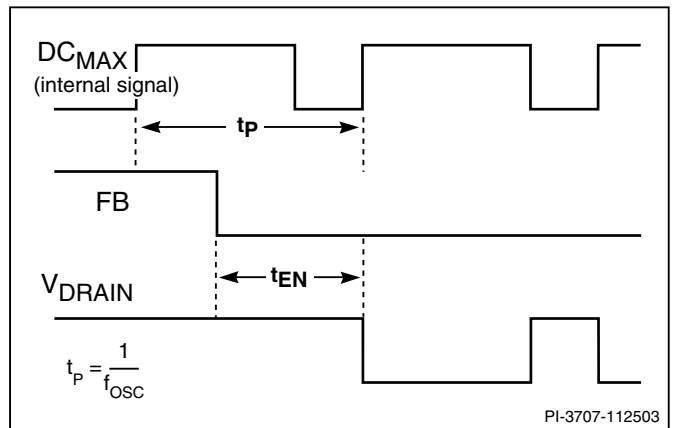 DCMAX
(internal signal)
tP
FB
tEN
VDRAIN
tP = 1
fOSC
PI-3707-112503